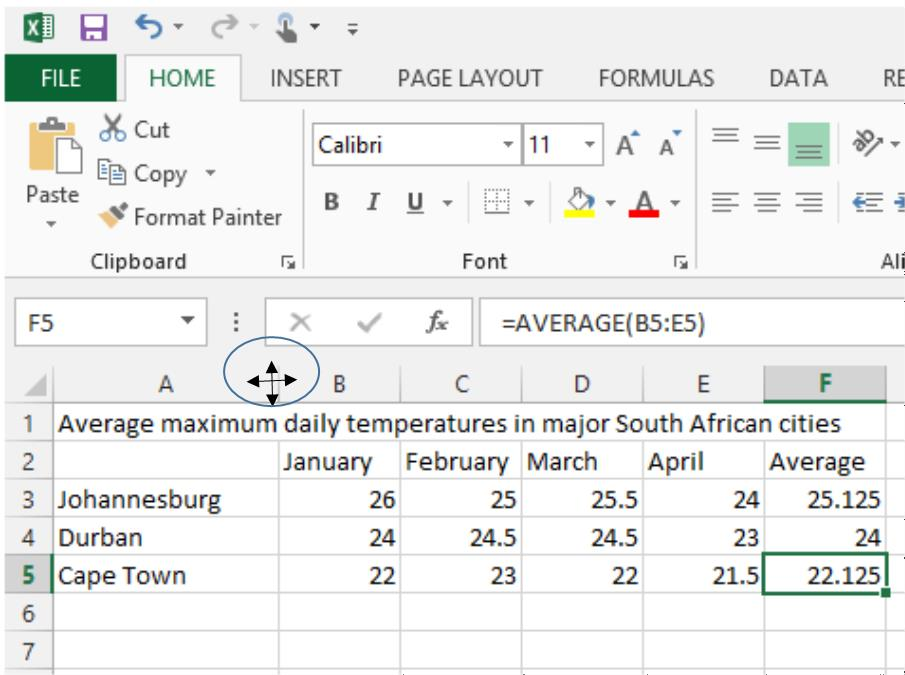 FILE HOME INSERT PAGE LAYOUT FORMULAS DATA RE
Paste
Cut
Copy
Format Painter
Clipboard
Calibri 11 A A
B I U A
Font
Ali
F5 fx =AVERAGE(B5:E5)
A B C D E F
1 Average maximum daily temperatures in major South African cities
2 January February March April Average
3 Johannesburg 26 25 25.5 24 25.125
4 Durban 24 24.5 24.5 23 24
5 Cape Town 22 23 22 21.5 22.125
6
7